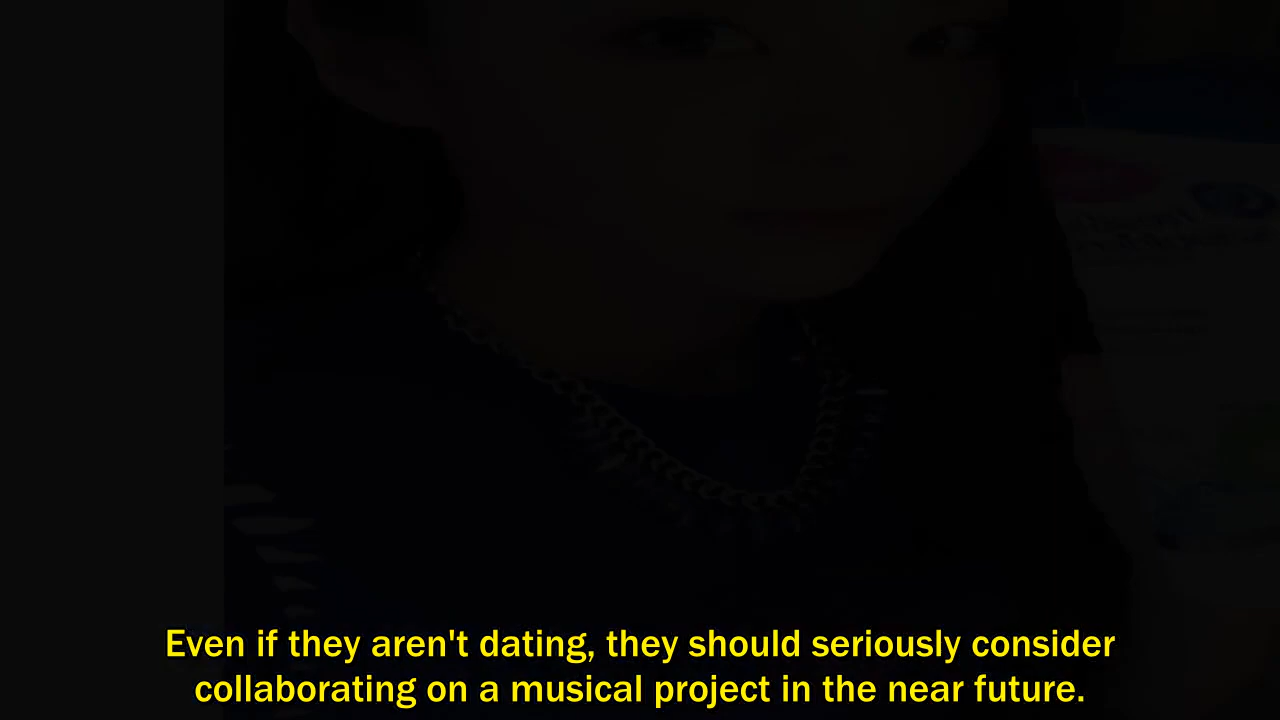 Even if they aren't dating, they should seriously consider
collaborating on a musical project in the near future.